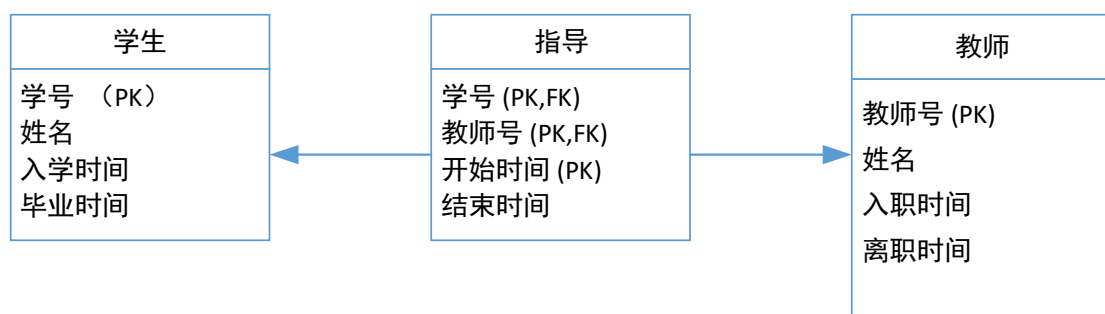 学生
学号 （PK）
姓名
入学时间
毕业时间
指导
学号 (PK,FK)
教师号 (PK,FK)
开始时间 (PK)
结束时间
教师
教师号 (PK)
姓名
入职时间
离职时间